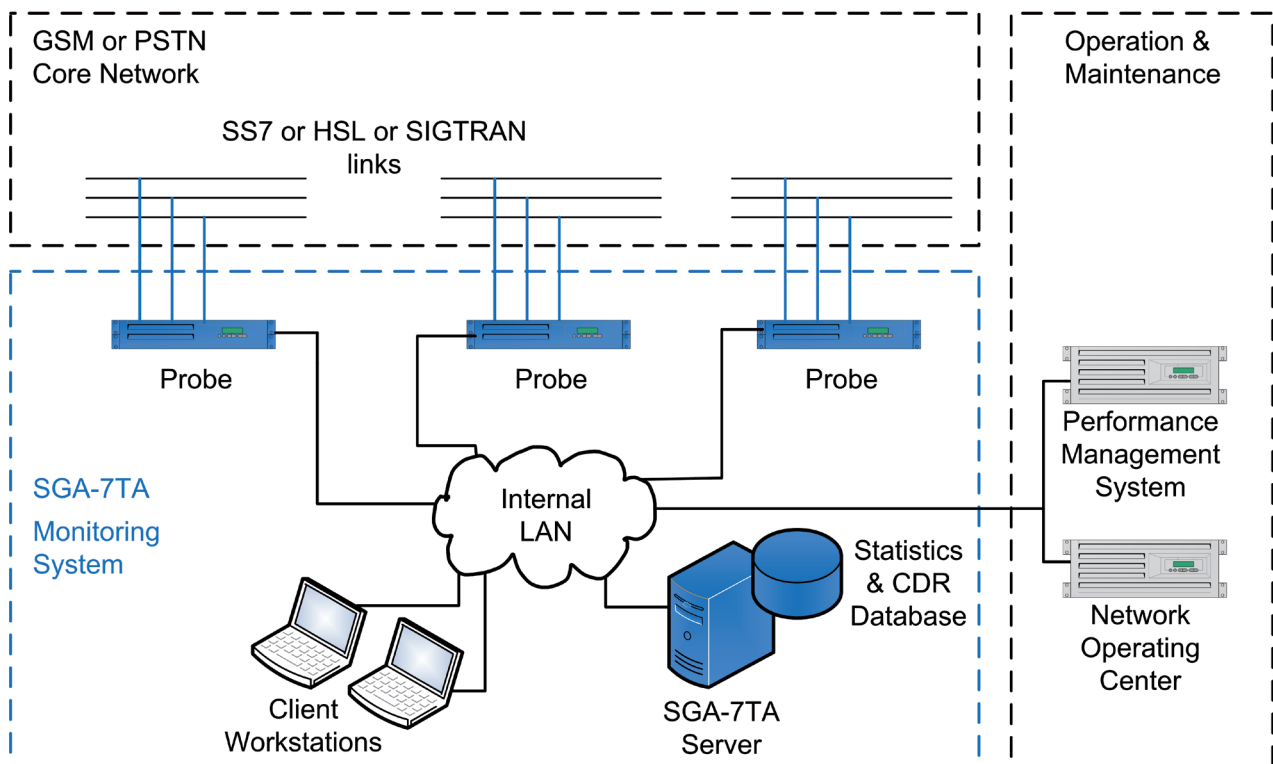 GSM or PSTN
Core Network
Operation &
Maintenance
SS7 or HSL or SIGTRAN
links
Probe
Probe
Probe
Performance
Management
System
SGA-7TA
Monitoring
System
Internal
LAN
Statistics
& CDR
Database
Network
Operating
Center
Client
Workstations
SGA-7TA
Server